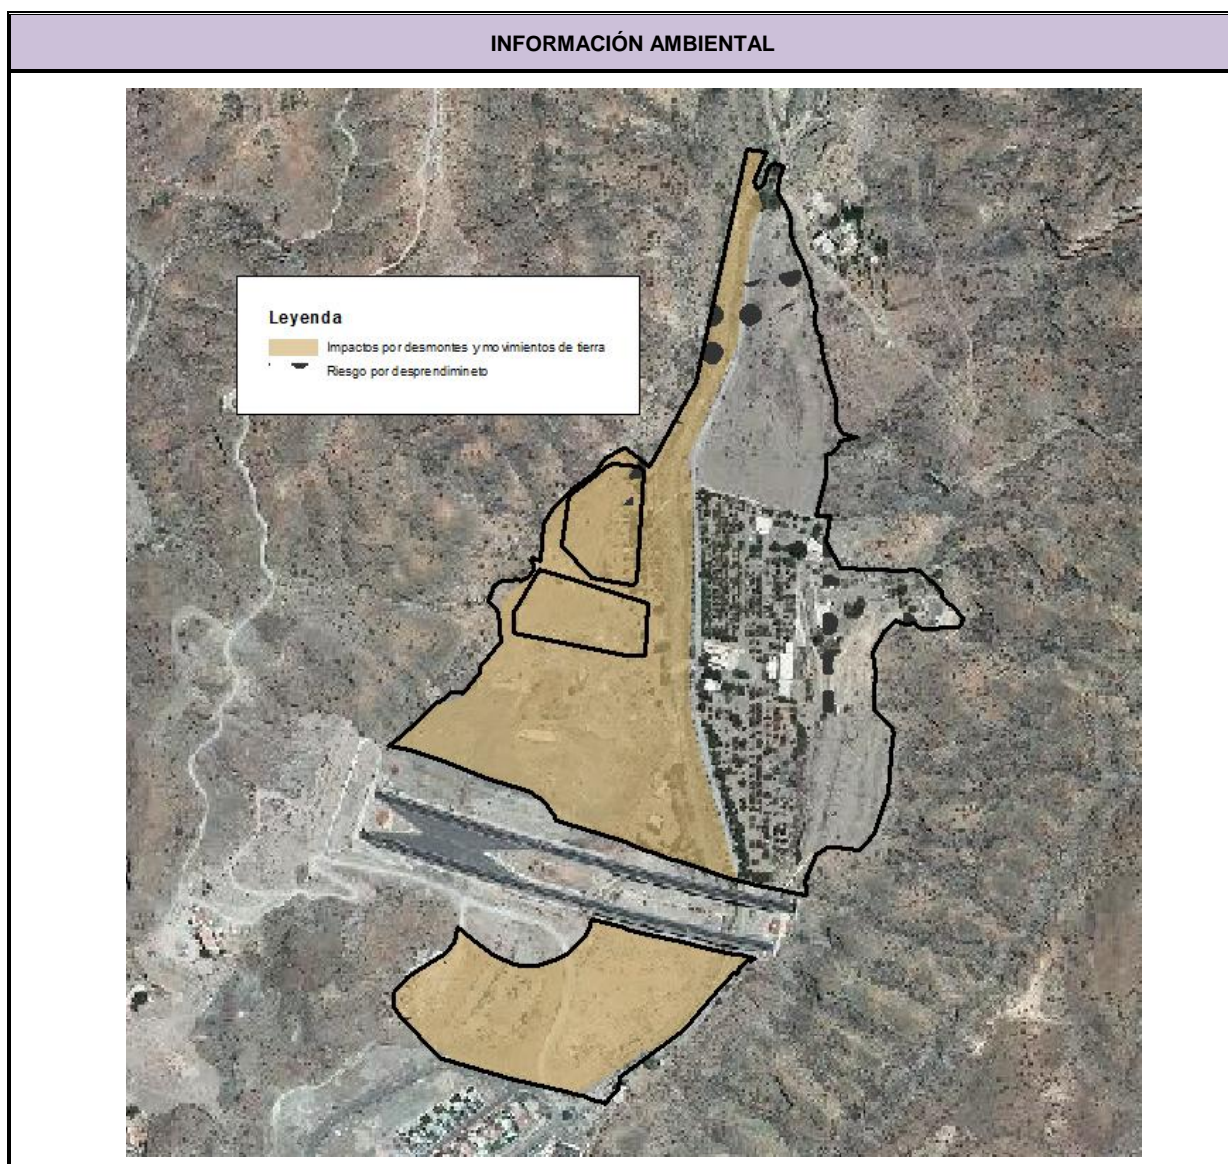 INFORMACIÓN AMBIENTAL
Leyenda
Impactos por desmontes y movimientos de tierra
Riesgo por desprendimineto